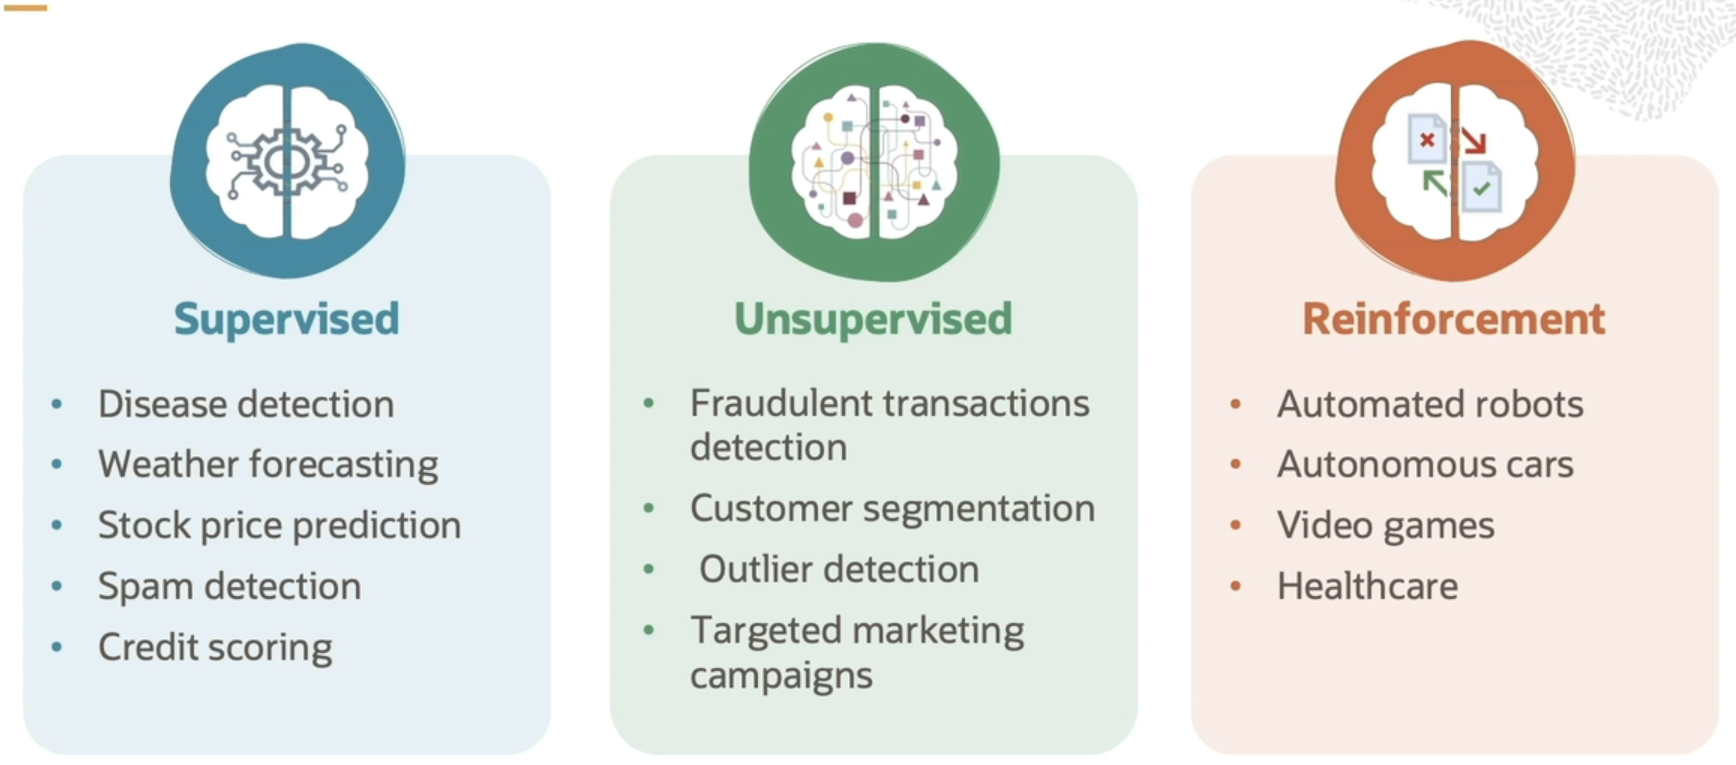 Supervised
• Disease detection
• Weather forecasting
• Stock price prediction
• Spam detection
• Credit scoring
Unsupervised
• Fraudulent transactions
detection
• Customer segmentation
• Outlier detection
• Targeted marketing
campaigns
Reinforcement
• Automated robots
• Autonomous cars
• Video games
• Healthcare